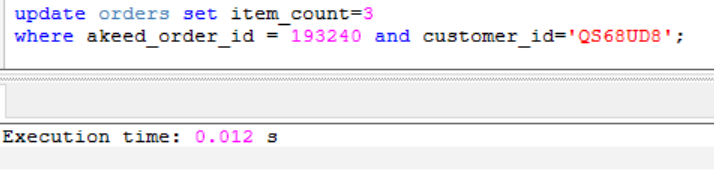 update orders set item_count=3
where akeed_order_id = 193240 and customer_id='QS68UD8';
Execution time: 0.012 s